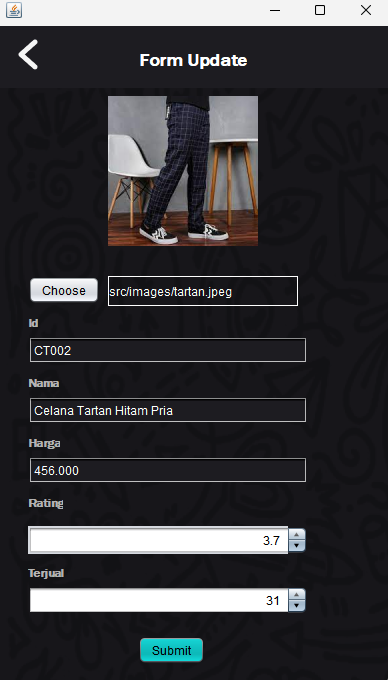 Form Update
Choose
src/images/tartan.jpeg
Id
CT002
Nama
Celana Tartan Hitam Pria
Harga
456.000
Rating
3.7
Terjual
31
Submit